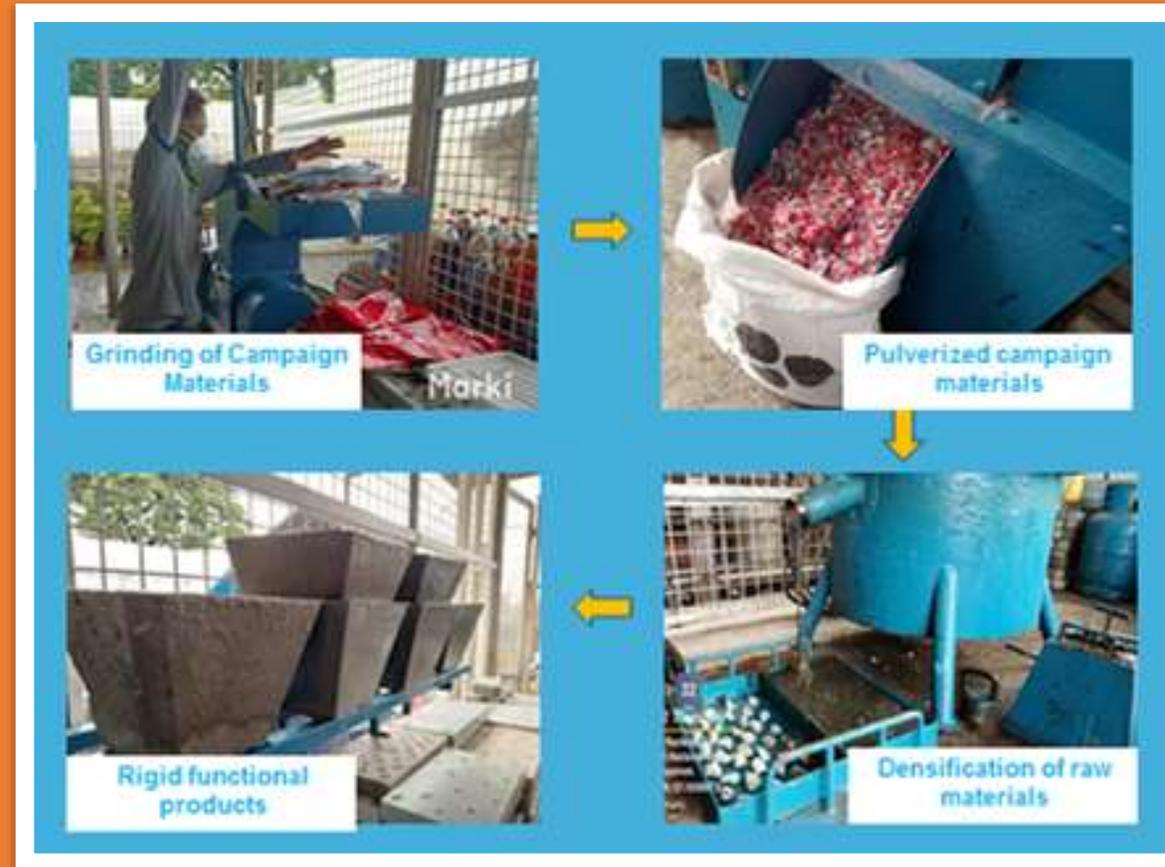 Grinding of Campaign
Materials
Marki
Pulverized campaign
materials
Densification of raw
materials
Rigid functional
products